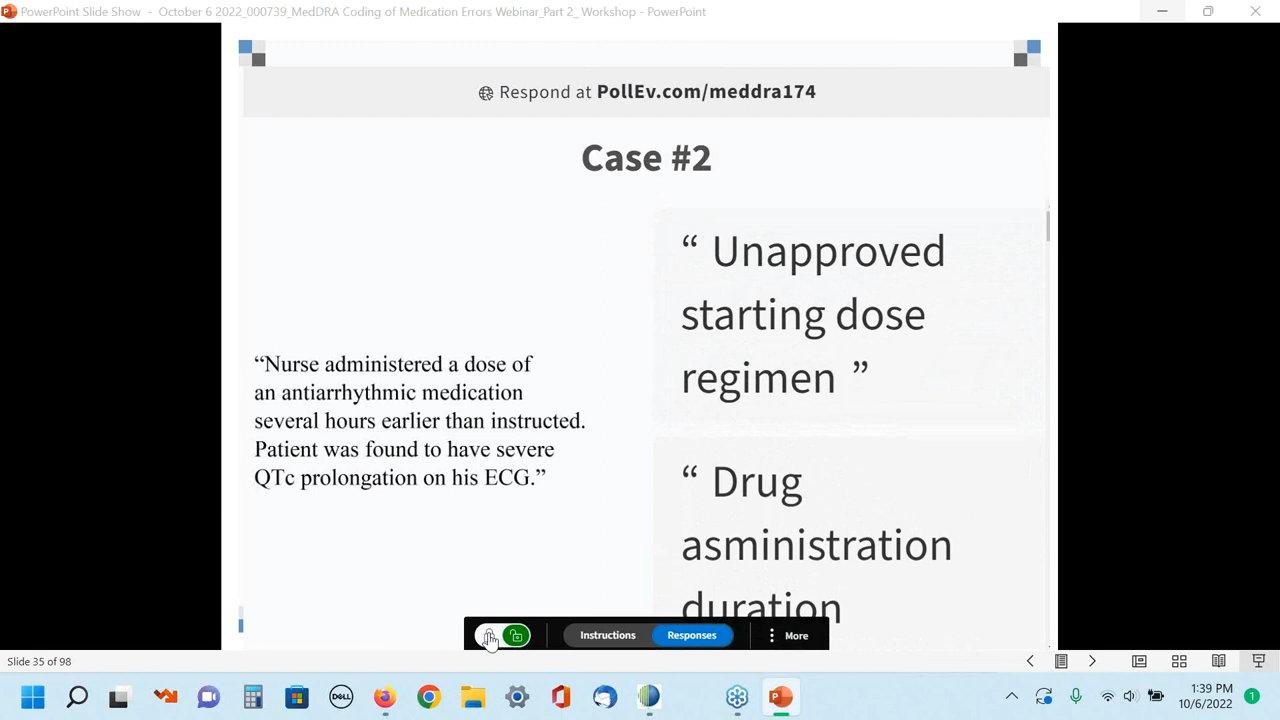 PowerPoint Slide Show - October 6 2022_000739_MedDRA Coding of Medication Errors Webinar_Part 2_ Workshop - PowerPoint
Respond at PollEv.com/meddra174
Case #2
“Nurse administered a dose of
an antiarrhythmic medication
several hours earlier than instructed.
Patient was found to have severe
QTc prolongation on his ECG.”
“ Unapproved
starting dose
regimen ”
“ Drug
asministration
duration
Instructions
Responses
More
Slide 35 of 98
DELL
1:39 PM
10/6/2022
1